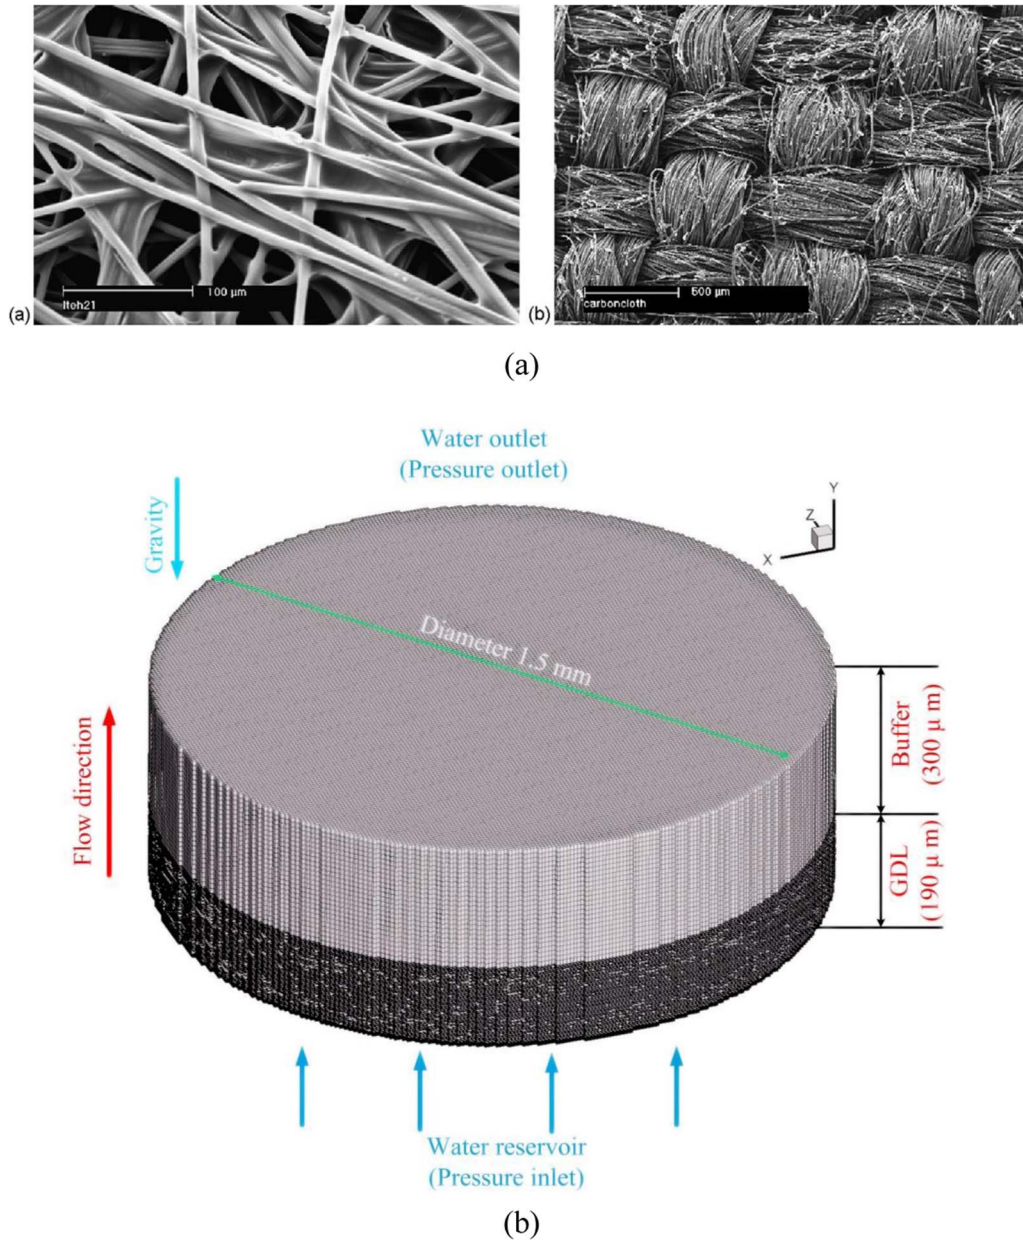 (a)
100 µm
lteh21
(b)
500 µm
carboncloth
(a)
Water outlet
(Pressure outlet)
Gravity
Y
Z
X
Diameter 1.5 mm
Flow direction
Buffer
(300 µ m)
GDL
(190 µ m)
Water reservoir
(Pressure inlet)
(b)